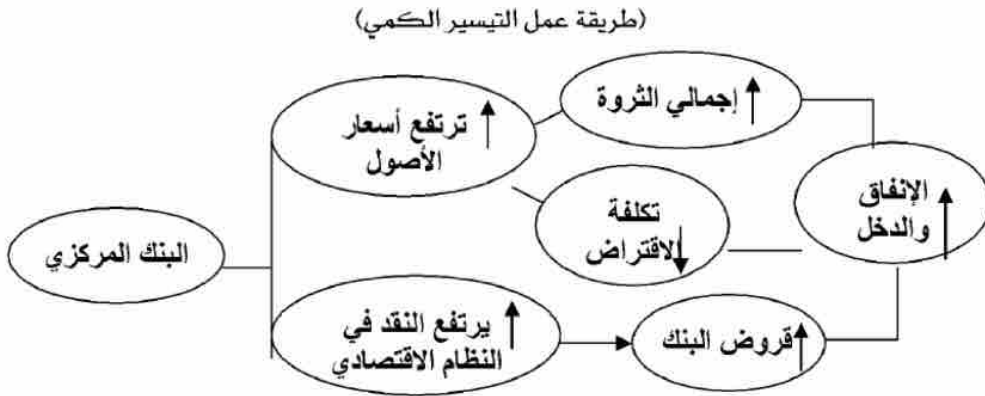 (طريقة عمل التيسير الكمي)
إجمالي الثروة
ترتفع أسعار
الأصول
تكلفة
الاقتراض
الإنفاق
والدخل
البنك المركزي
يرتفع النقد في
النظام الاقتصادي
قروض البنك